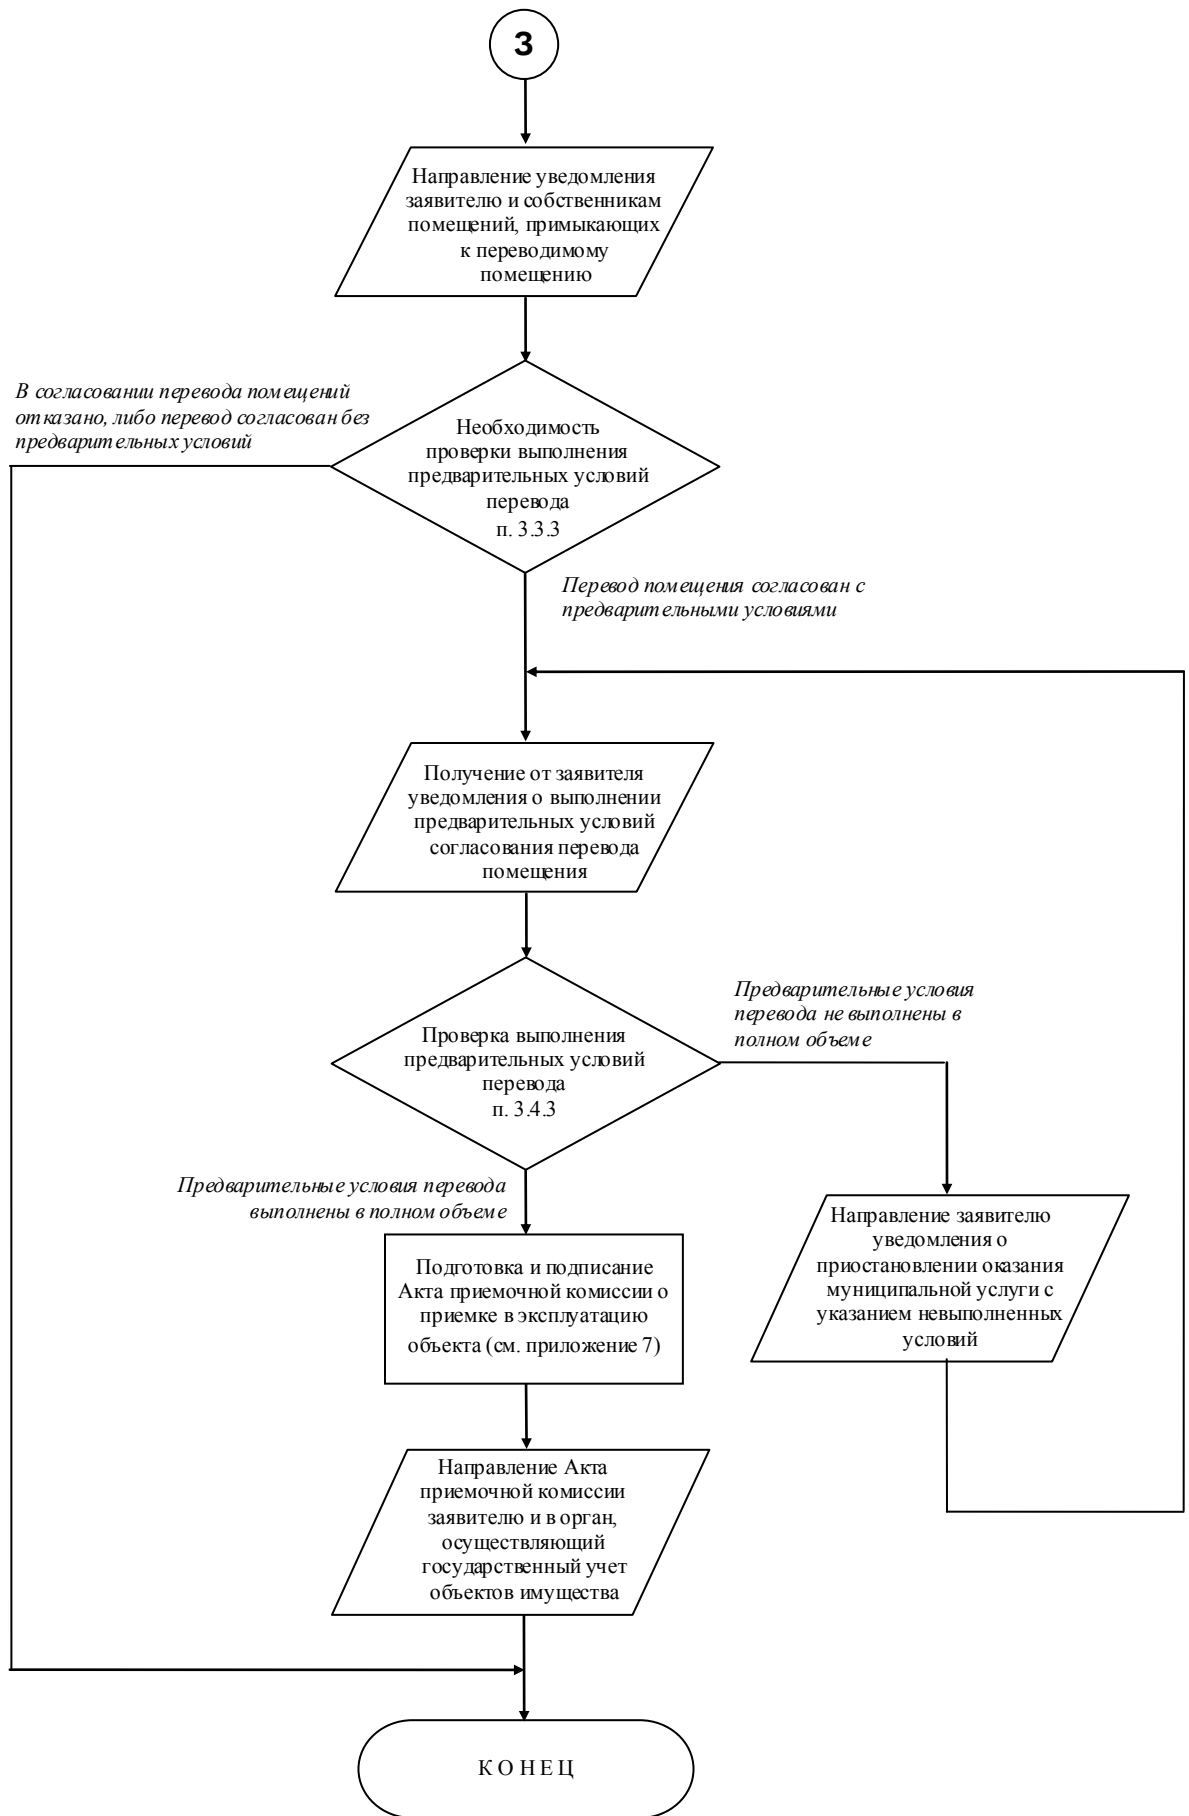 3
Направление уведомления
заявителю и собственникам
помещений, примыкающих
к переводимому
помещению
В согласовании перевода помещений
отказано, либо перевод согласован без
предварительных условий
Необходимость
проверки выполнения
предварительных условий
перевода
п. 3.3.3
Перевод помещения согласован с
предварительными условиями
Получение от заявителя
уведомления о выполнении
предварительных условий
согласования перевода
помещения
Предварительные условия
перевода не выполнены в
полном объеме
Проверка выполнения
предварительных условий
перевода
п. 3.4.3
Предварительные условия перевода
выполнены в полном объеме
Направление заявителю
уведомления о
приостановлении оказания
муниципальной услуги с
указанием невыполненных
условий
Подготовка и подписание
Акта приемочной комиссии о
приемке в эксплуатацию
объекта (см. приложение 7)
Направление Акта
приемочной комиссии
заявителю и в орган,
осуществляющий
государственный учет
объектов имущества
К О Н Е Ц